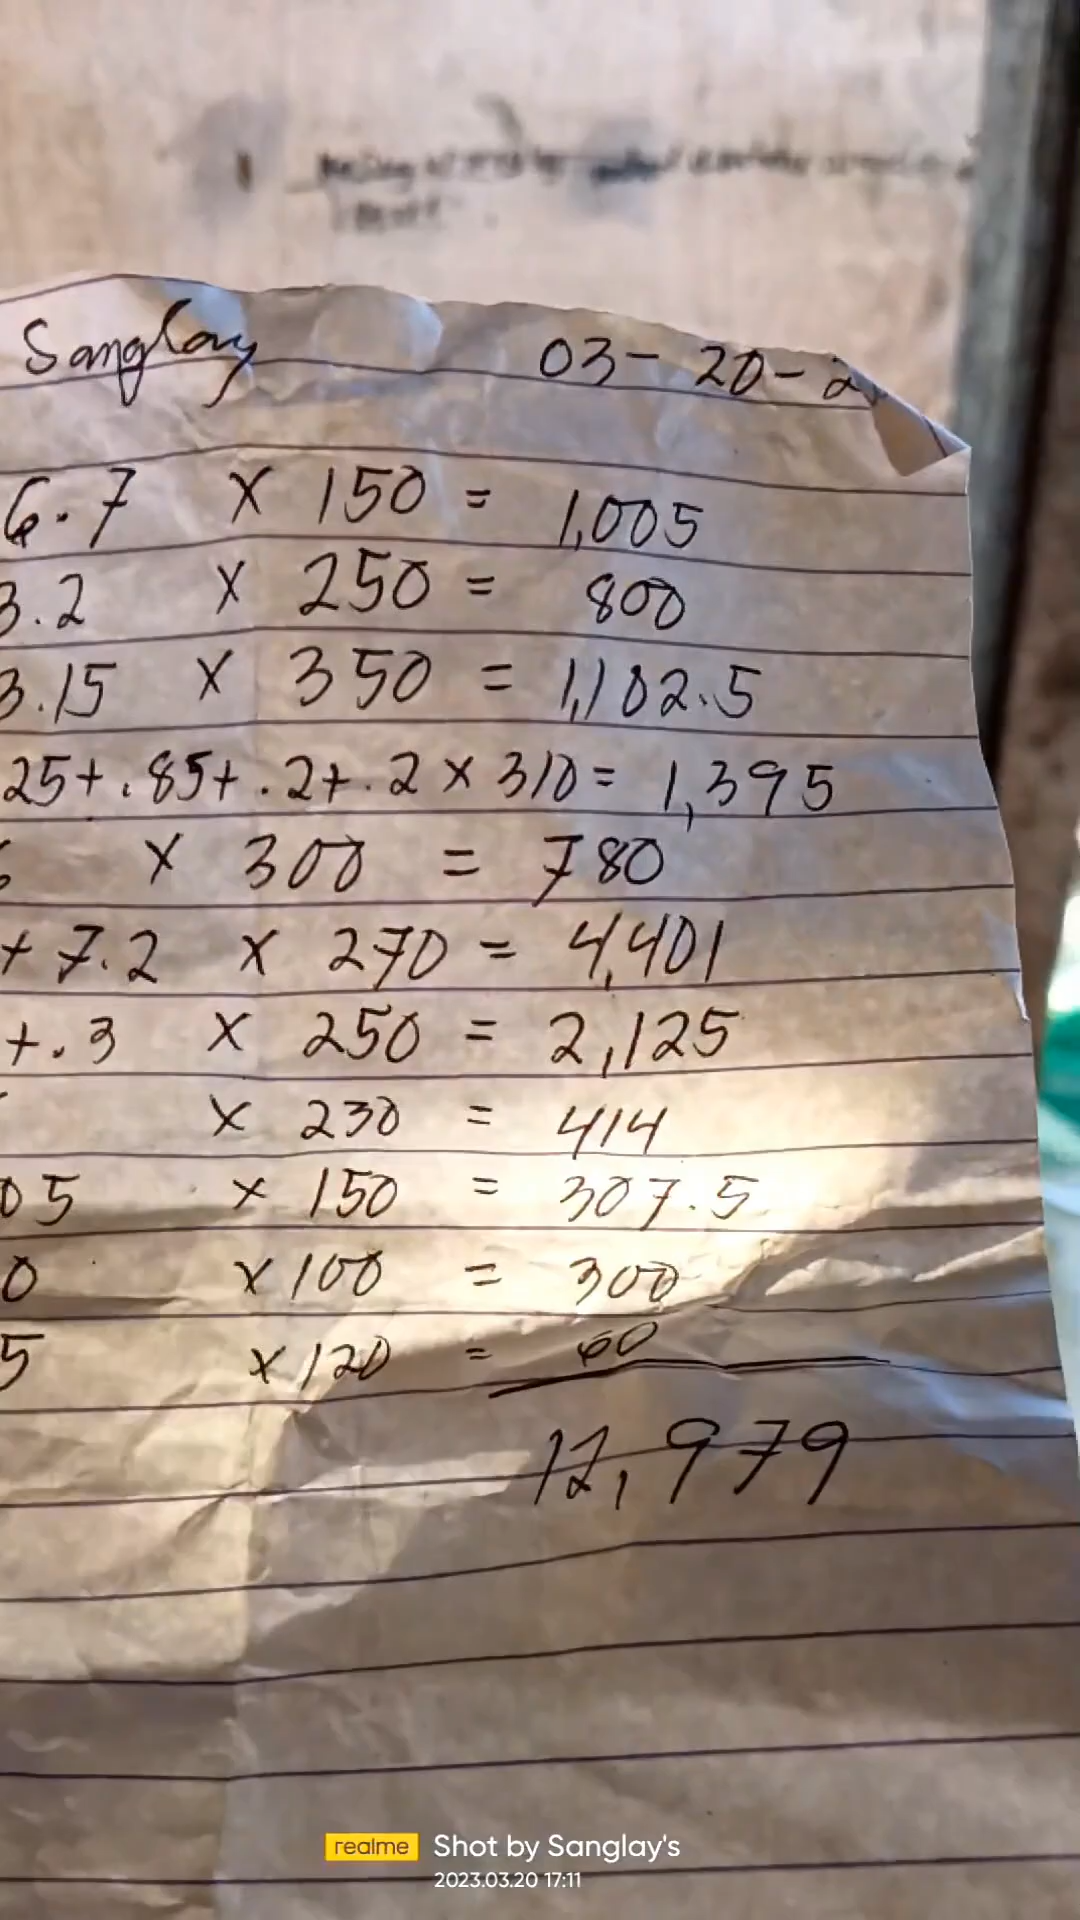 Sanglay 03-20-2
6.7 x 150 = 1,005
3.2 x 250 = 800
3.15 x 350 = 1,102.5
25+.85+.2+.2 x 310 = 1,395
x 300 = 780
+ 7.2 x 270 = 4,401
+.3 x 250 = 2,125
x 230 = 414
05 x 150 = 307.5
0 x 100 = 300
5 x 120 = 60
12,979
realme Shot by Sanglay's
2023.03.20 17:11